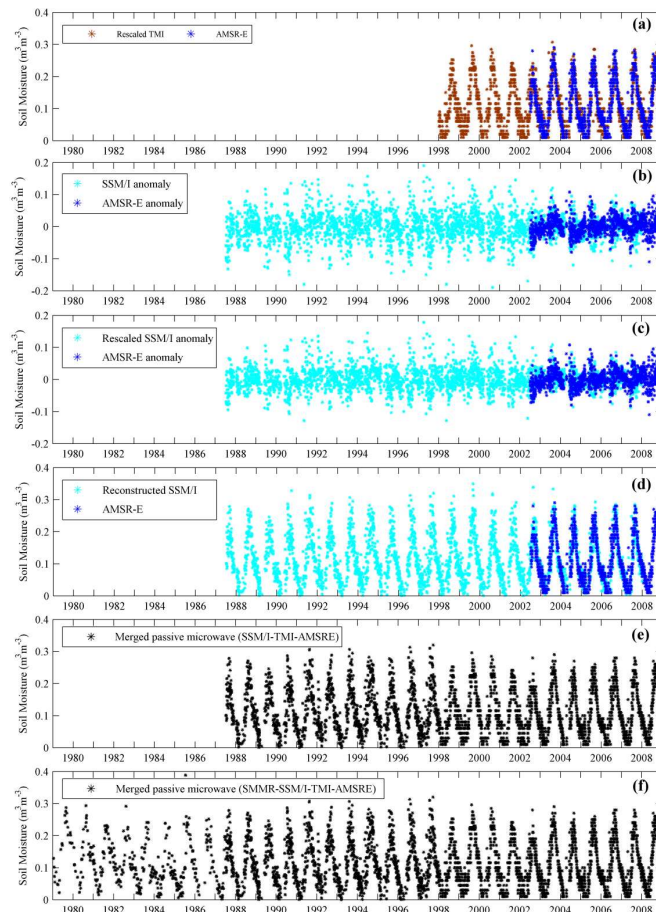 (a)
0.4
Rescaled TMI AMSR-E
0.3
0.2
0.1
0
Soil Moisture (m³m⁻³)
1980 1982 1984 1986 1988 1990 1992 1994 1996 1998 2000 2002 2004 2006 2008
(b)
0.2
SSM/I anomaly
AMSR-E anomaly
0.1
0
-0.1
-0.2
Soil Moisture (m³m⁻³)
1980 1982 1984 1986 1988 1990 1992 1994 1996 1998 2000 2002 2004 2006 2008
(c)
0.2
Rescaled SSM/I anomaly
AMSR-E anomaly
0.1
0
-0.1
-0.2
Soil Moisture (m³m⁻³)
1980 1982 1984 1986 1988 1990 1992 1994 1996 1998 2000 2002 2004 2006 2008
(d)
0.4
Reconstructed SSM/I
AMSR-E
0.3
0.2
0.1
0
Soil Moisture (m³m⁻³)
1980 1982 1984 1986 1988 1990 1992 1994 1996 1998 2000 2002 2004 2006 2008
(e)
0.4
Merged passive microwave (SSM/I-TMI-AMSRE)
0.3
0.2
0.1
0
Soil Moisture (m³m⁻³)
1980 1982 1984 1986 1988 1990 1992 1994 1996 1998 2000 2002 2004 2006 2008
(f)
0.4
Merged passive microwave (SMMR-SSM/I-TMI-AMSRE)
0.3
0.2
0.1
0
Soil Moisture (m³m⁻³)
1980 1982 1984 1986 1988 1990 1992 1994 1996 1998 2000 2002 2004 2006 2008